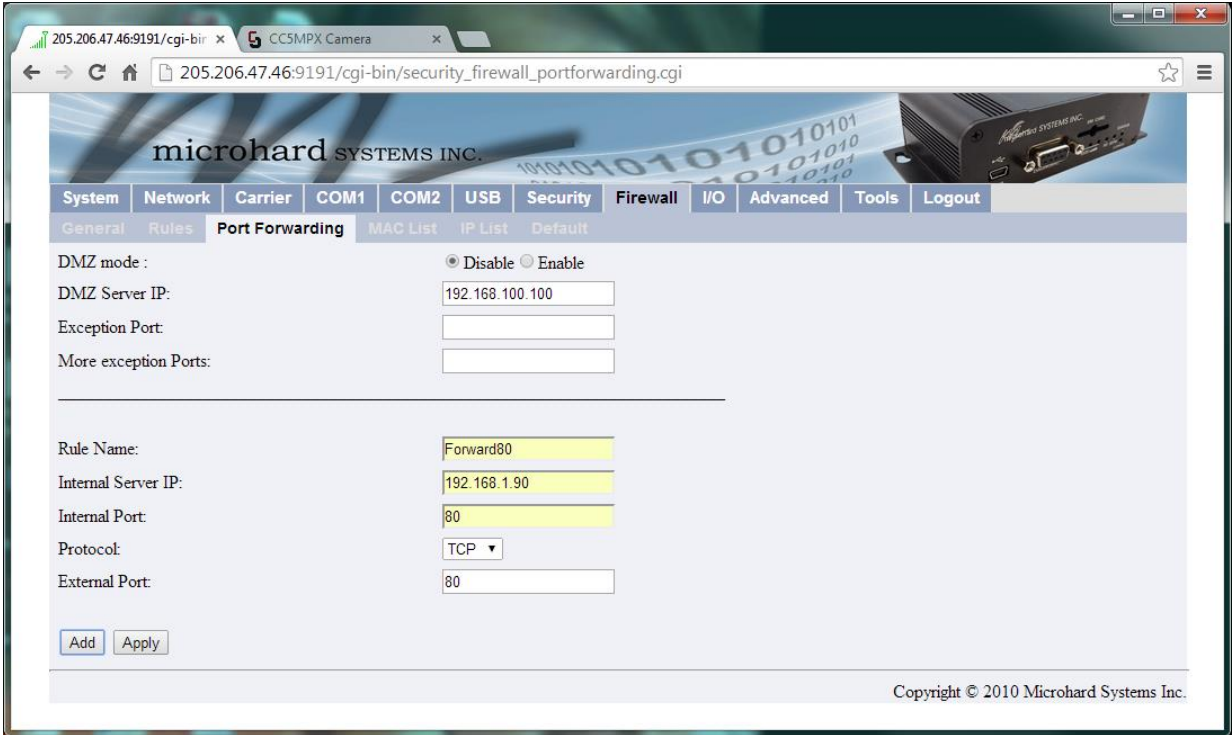 205.206.47.46:9191/cgi-bir
CC5MPX Camera
205.206.47.46:9191/cgi-bin/security_firewall_portforwarding.cgi
microhard SYSTEMS INC.
System Network Carrier COM1 COM2 USB Security Firewall I/O Advanced Tools Logout
General Rules Port Forwarding MAC List IP List Default
DMZ mode : Disable Enable
DMZ Server IP: 192.168.100.100
Exception Port:
More exception Ports:
Rule Name: Forward80
Internal Server IP: 192.168.1.90
Internal Port: 80
Protocol: TCP
External Port: 80
Add Apply
Copyright © 2010 Microhard Systems Inc.